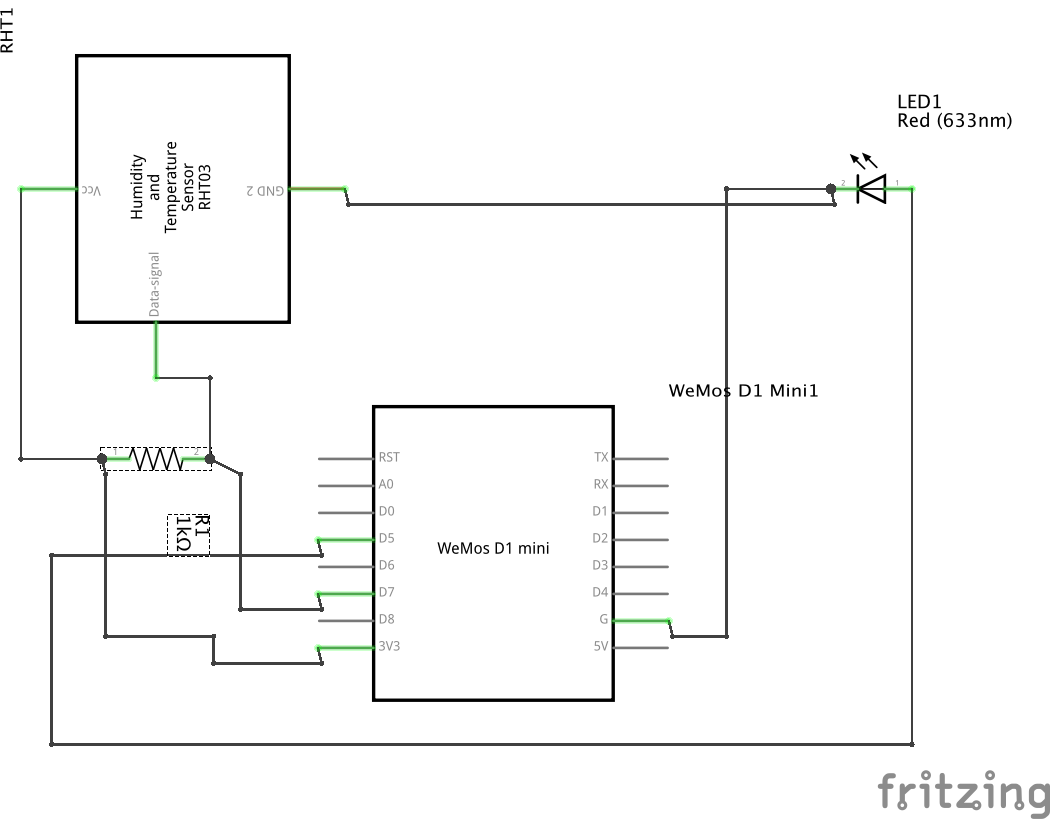 RHT1
LED1
Red (633nm)
Humidity
and
Temperature
Sensor
RHT03
Vcc
GND 2
Data-signal
2
1
WeMos D1 Mini1
1
2
R1
1kΩ
WeMos D1 mini
RST
A0
D0
D5
D6
D7
D8
3V3
TX
RX
D1
D2
D3
D4
G
5V
fritzing